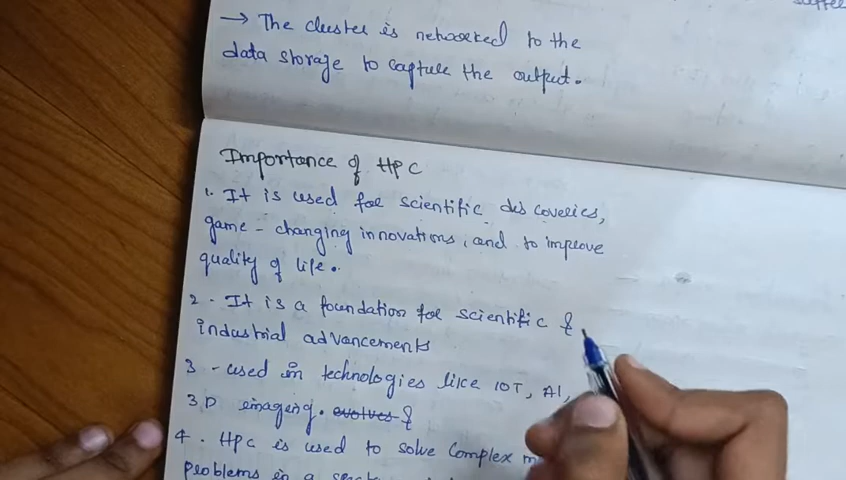 suffe
→ The cluster is networked to the
data storage to capture the output.
Importance of HPC
1. It is used for scientific discoveries,
game-changing innovations, and to improve
quality of life.
2. It is a foundation for scientific &
industrial advancements
3 - used in technologies like IOT, AI,
3D imaging. evolves &
4. HPC is used to solve complex m
problems in a